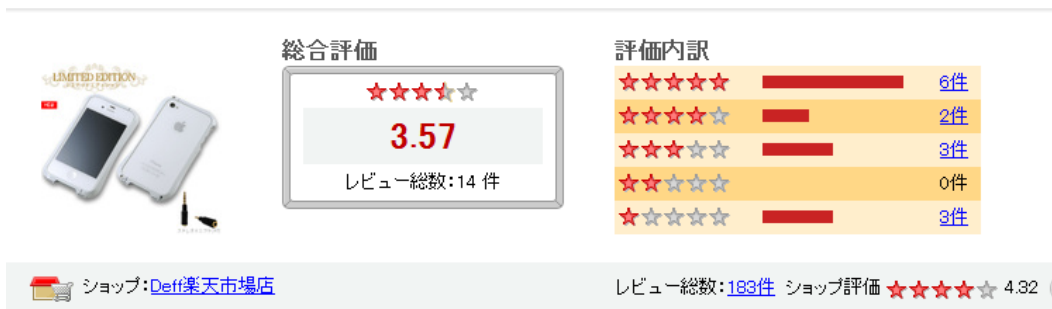 総合評価
評価内訳
LIMITED EDITION
NEW
3.57
レビュー総数:14 件
6件
2件
3件
0件
3件
ショップ:Deff楽天市場店
レビュー総数:183件 ショップ評価 4.32